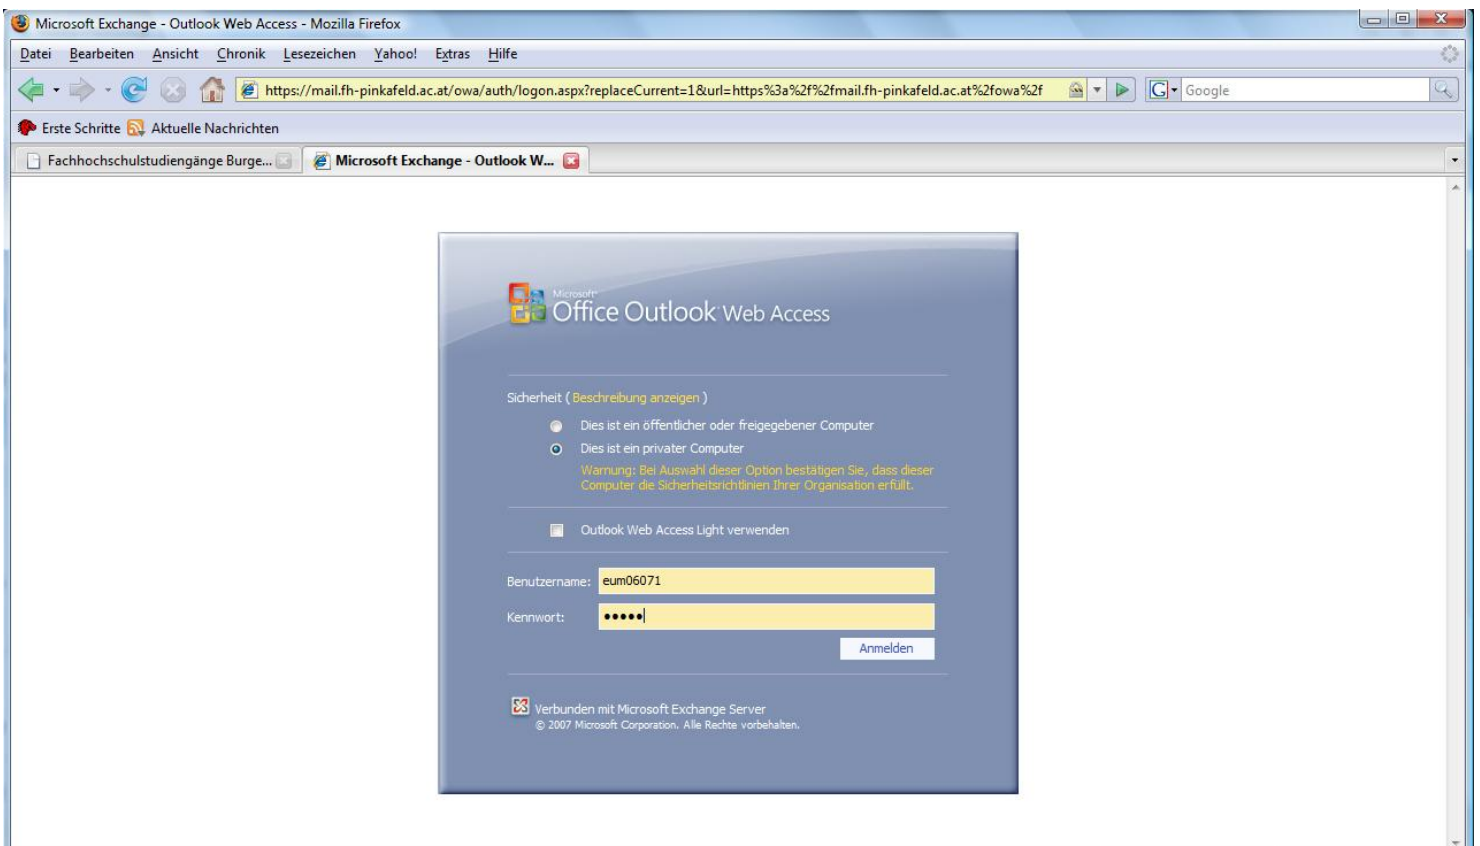 Microsoft Exchange - Outlook Web Access - Mozilla Firefox
Datei Bearbeiten Ansicht Chronik Lesezeichen Yahoo! Extras Hilfe
https://mail.fh-pinkafeld.ac.at/owa/auth/logon.aspx?replaceCurrent=1&url=https%3a%2f%2fmail.fh-pinkafeld.ac.at%2fowa%2f G Google
Erste Schritte Aktuelle Nachrichten
Fachhochschulstudiengänge Burge... Microsoft Exchange - Outlook W...
Microsoft
Office Outlook Web Access
Sicherheit ( Beschreibung anzeigen )
Dies ist ein öffentlicher oder freigegebener Computer
Dies ist ein privater Computer
Warnung: Bei Auswahl dieser Option bestätigen Sie, dass dieser
Computer die Sicherheitsrichtlinien Ihrer Organisation erfüllt.
Outlook Web Access Light verwenden
Benutzername: eum06071
Kennwort: •••••
Anmelden
Verbunden mit Microsoft Exchange Server
© 2007 Microsoft Corporation. Alle Rechte vorbehalten.